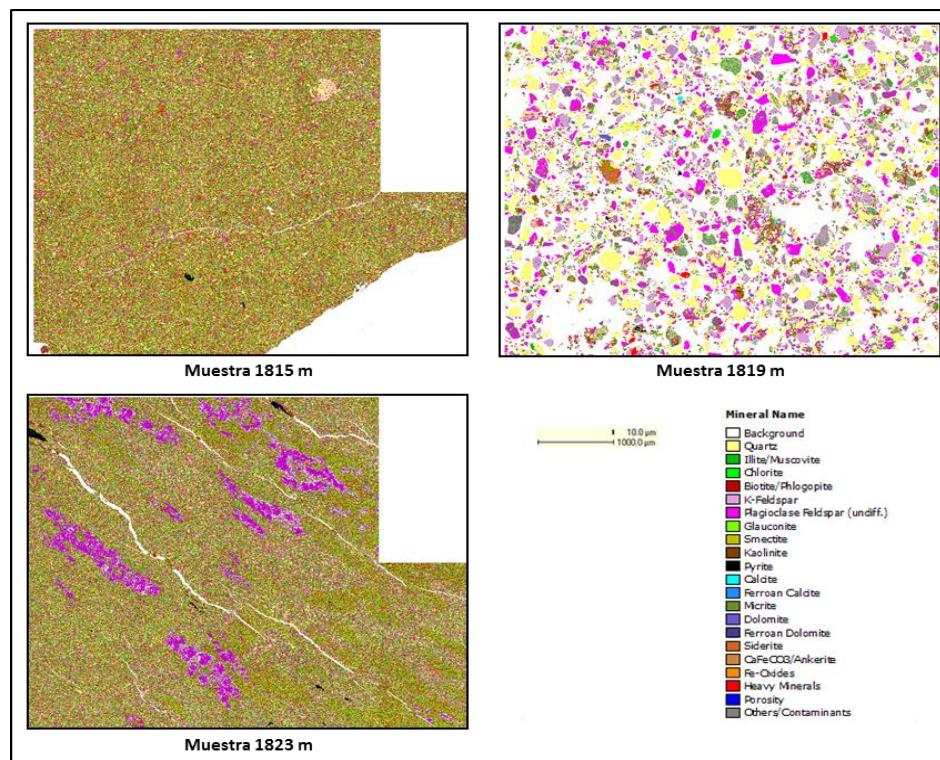 Muestra 1815 m
Muestra 1819 m
Muestra 1823 m
10.0 µm
1000.0 µm
Mineral Name
Background
Quartz
Illite/Muscovite
Chlorite
Biotite/Phlogopite
K-Feldspar
Plagioclase Feldspar (undiff.)
Glauconite
Smectite
Kaolinite
Pyrite
Calcite
Ferroan Calcite
Micrite
Dolomite
Ferroan Dolomite
Siderite
CaFeCO3/Ankerite
Fe-Oxides
Heavy Minerals
Porosity
Others/Contaminants